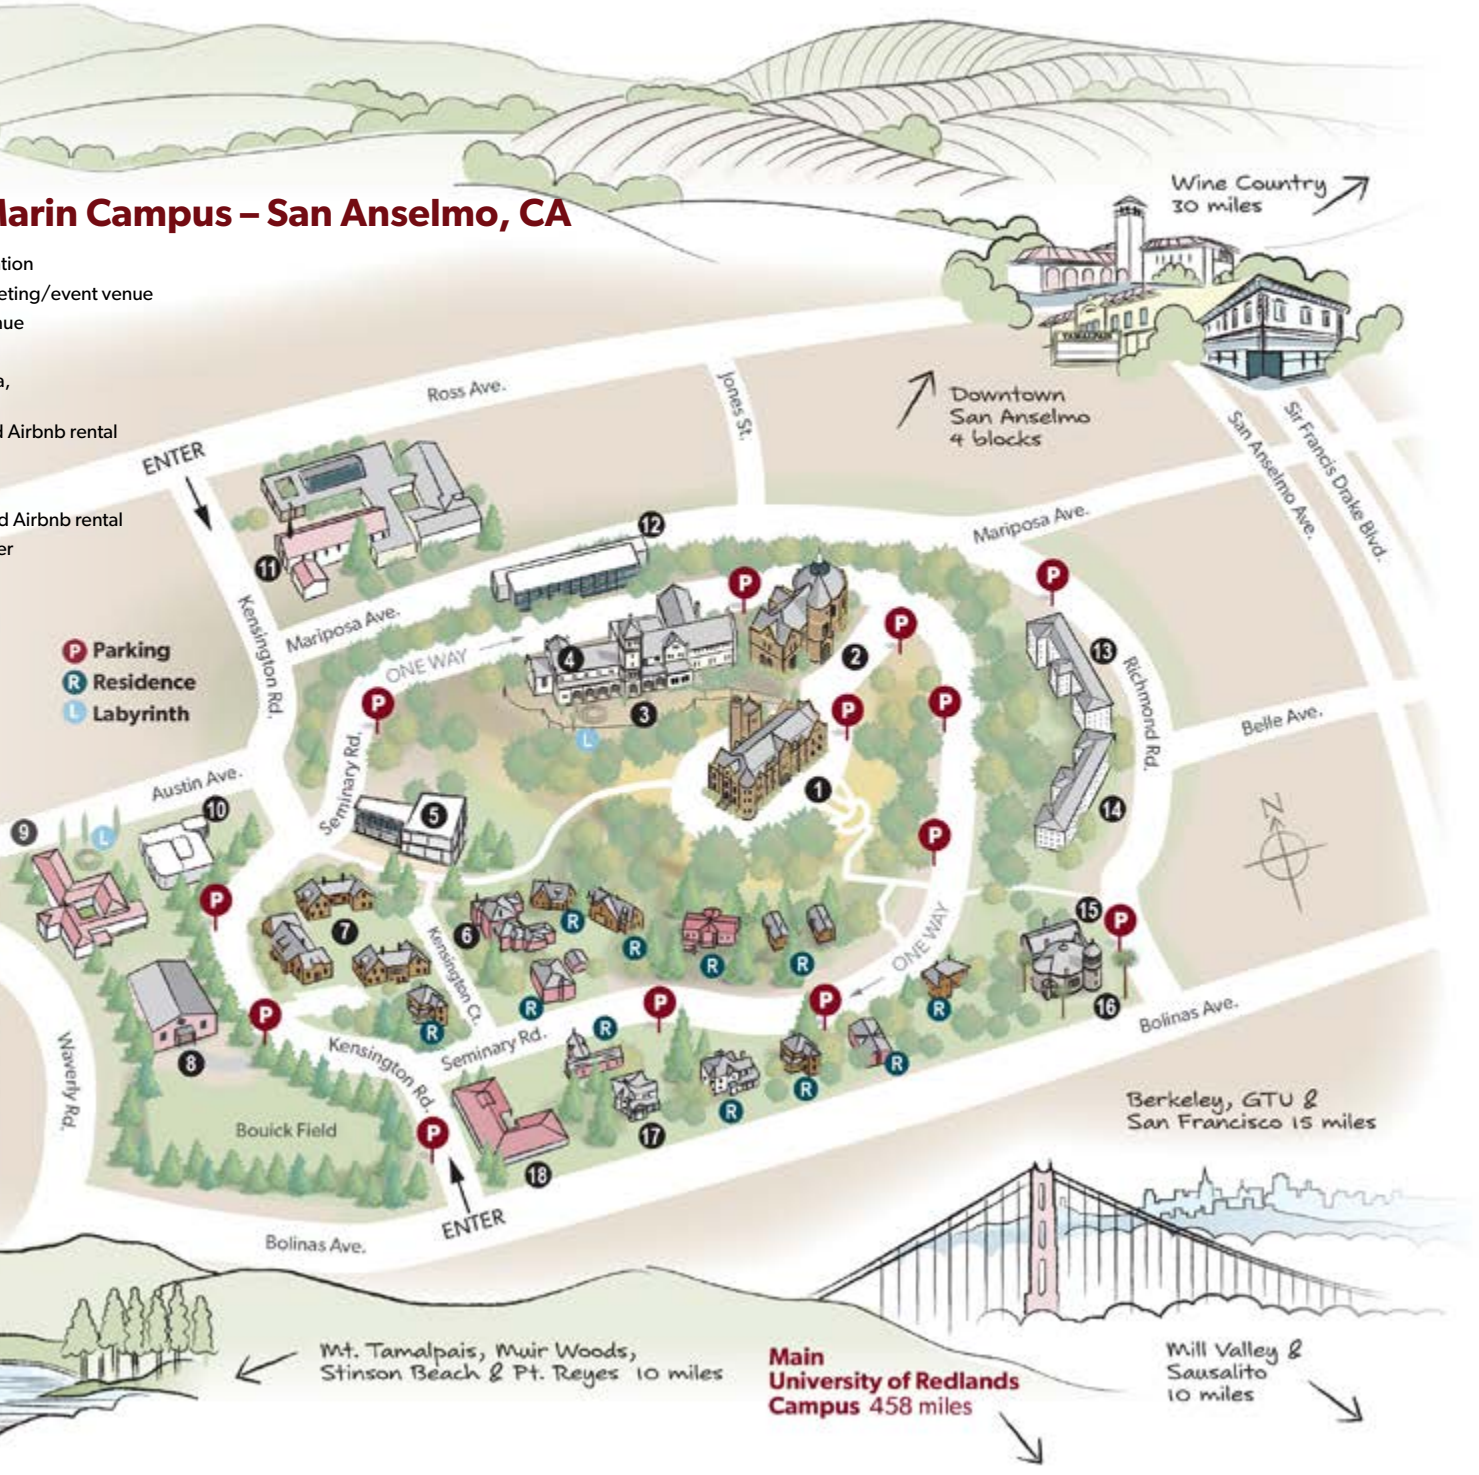 Wine Country
30 miles
Marin Campus – San Anselmo, CA
eting/event venue
TAMALPAIS
a,
Airbnb rental
Ross Ave.
Jones St.
Downtown
San Anselmo
4 blocks
San Anselmo Ave.
Sir Francis Drake Blvd.
ENTER
d Airbnb rental
er
12
Mariposa Ave.
11
Kensington Rd.
Mariposa Ave.
P
P
P
P Parking
R Residence
L Labyrinth
ONE WAY
4
2
13
Richmond Rd.
P
3
P
P
L
Belle Ave.
Seminary Rd.
Austin Ave.
1
5
10
14
N
9
L
P
P
7
6
Kensington Ct.
R
R
R
R
ONE WAY
15
P
P
Waverly Rd.
8
R
R
Seminary Rd.
R
P
P
R
16
Bolinas Ave.
Kensington Rd.
R
R
R
Bouick Field
P
17
18
Berkeley, GTU &
San Francisco 15 miles
ENTER
Bolinas Ave.
Mt. Tamalpais, Muir Woods,
Stinson Beach & Pt. Reyes 10 miles
Main
University of Redlands
Campus 458 miles
Mill Valley &
Sausalito
10 miles